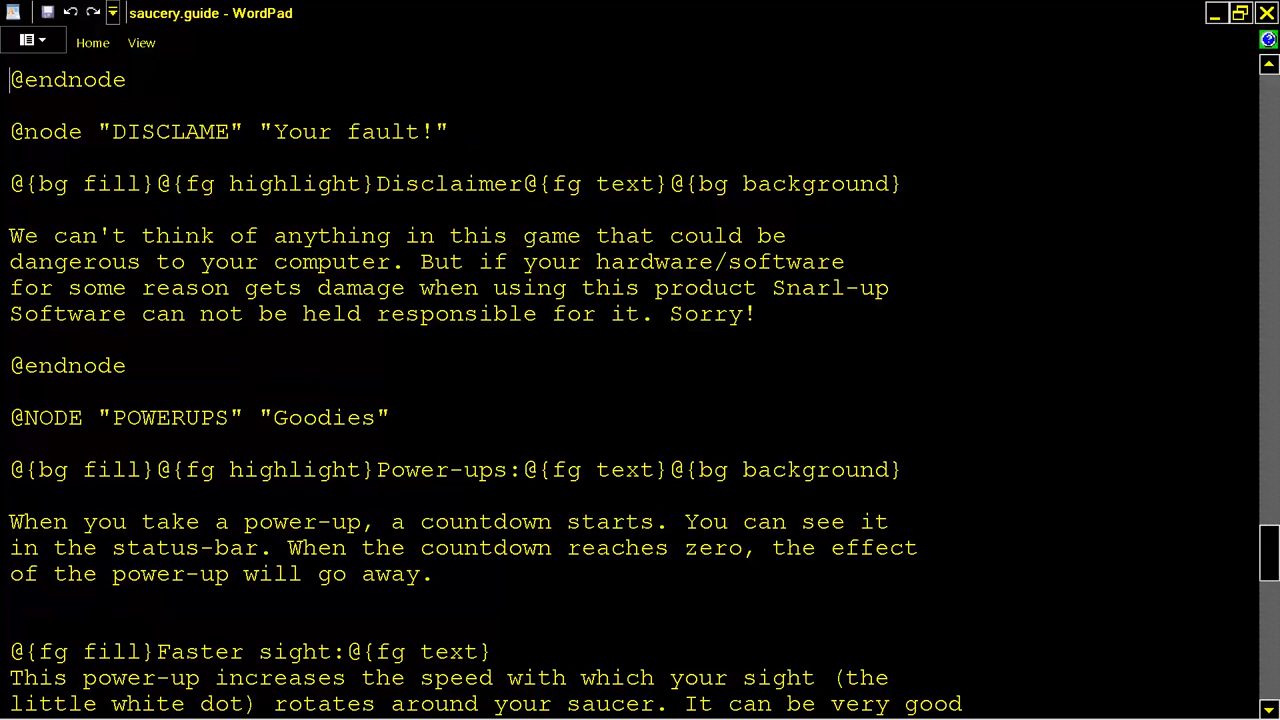 saucery.guide - WordPad
Home View
@endnode
@node "DISCLAME" "Your fault!"
@{bg fill}@{fg highlight}Disclaimer@{fg text}@{bg background}
We can't think of anything in this game that could be
dangerous to your computer. But if your hardware/software
for some reason gets damage when using this product Snarl-up
Software can not be held responsible for it. Sorry!
@endnode
@NODE "POWERUPS" "Goodies"
@{bg fill}@{fg highlight}Power-ups:@{fg text}@{bg background}
When you take a power-up, a countdown starts. You can see it
in the status-bar. When the countdown reaches zero, the effect
of the power-up will go away.
@{fg fill}Faster sight:@{fg text}
This power-up increases the speed with which your sight (the
little white dot) rotates around your saucer. It can be very good